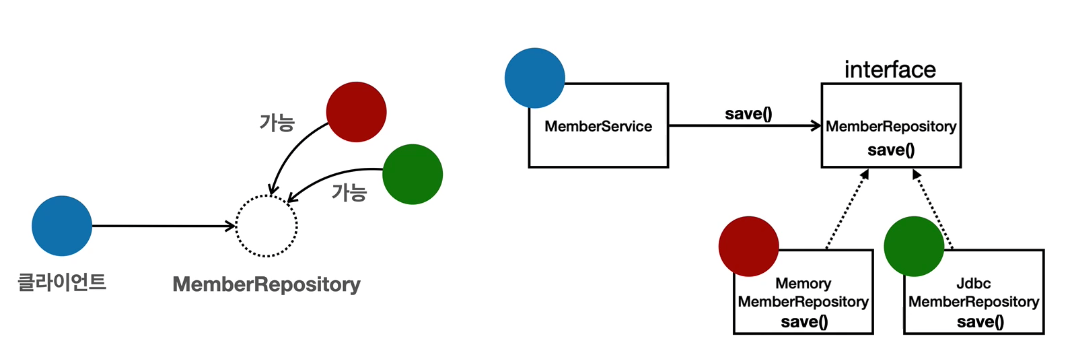 가능
가능
클라이언트
MemberRepository
interface
MemberService
save()
MemberRepository
save()
Memory
MemberRepository
save()
Jdbc
MemberRepository
save()